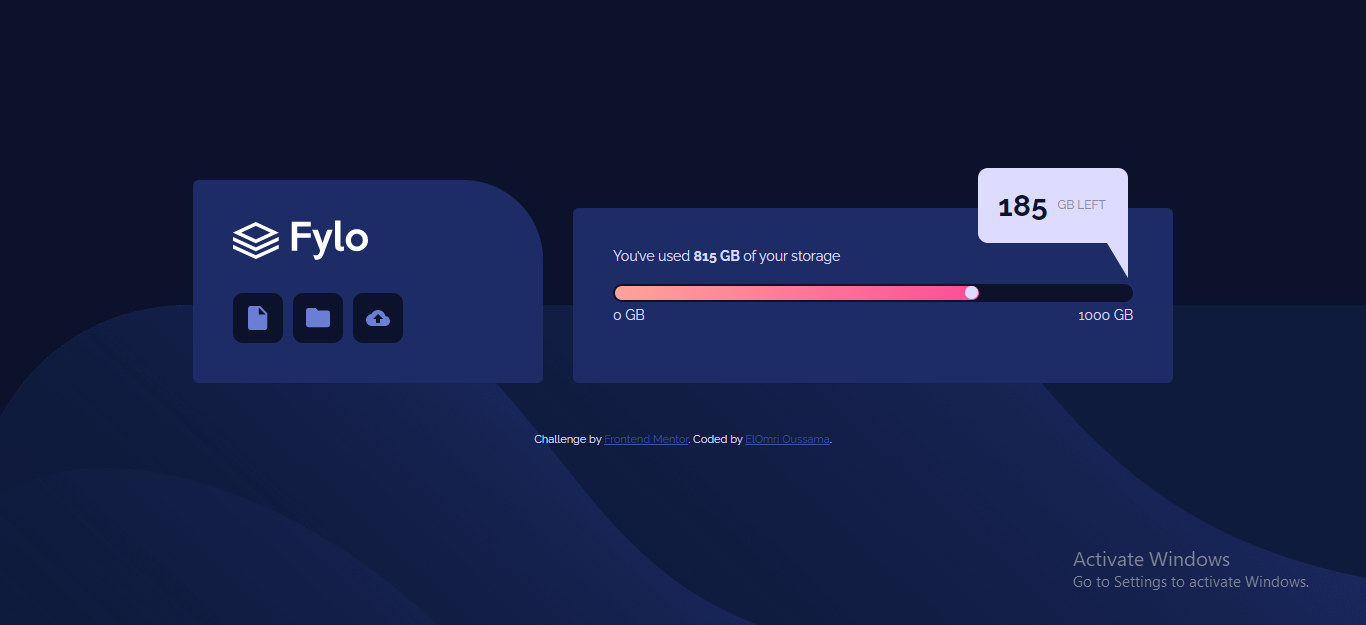 Fylo
185 GB LEFT
You've used 815 GB of your storage
0 GB 1000 GB
Challenge by Frontend Mentor. Coded by ElOmri Oussama.
Activate Windows
Go to Settings to activate Windows.